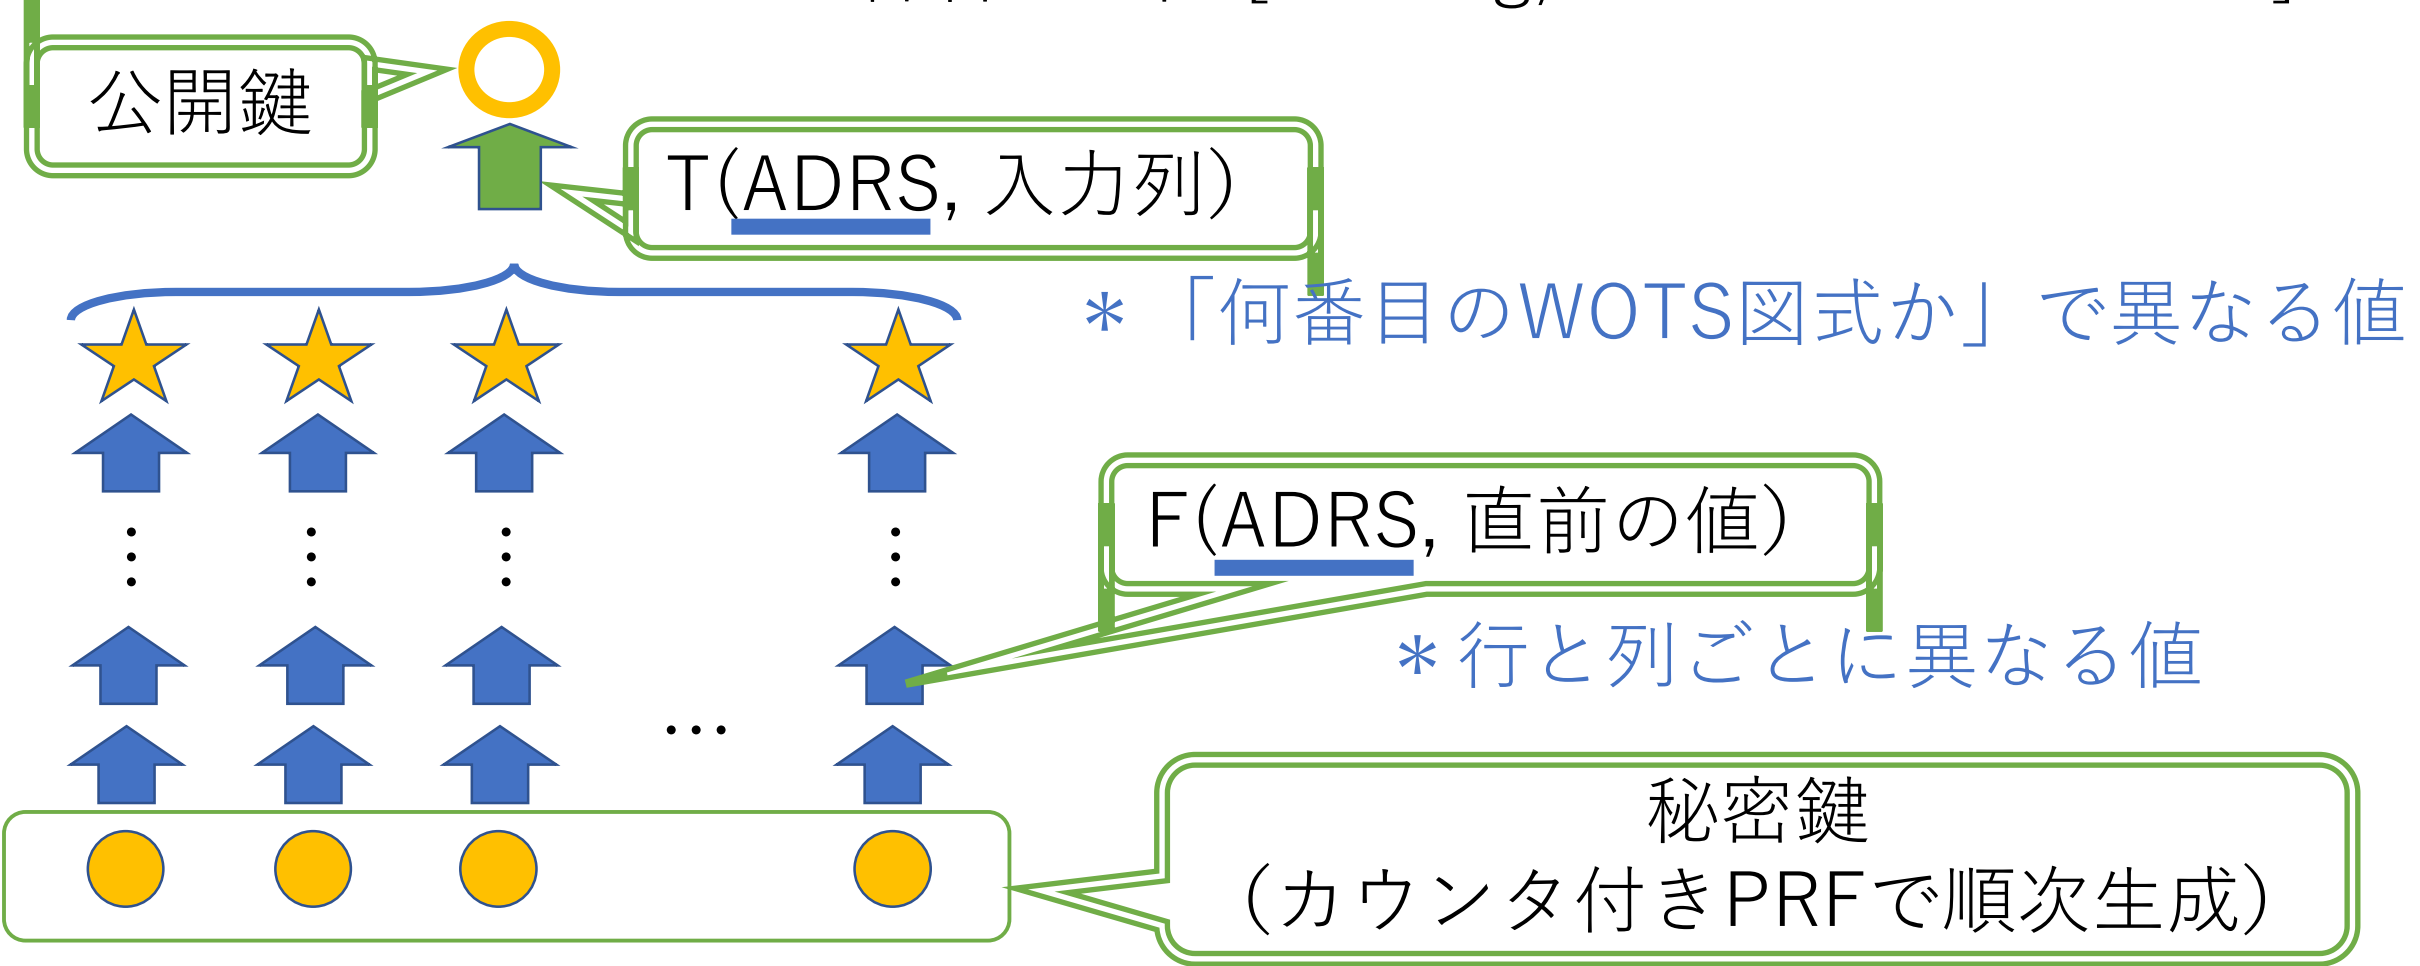 公開鍵
T(ADRS, 入力列)
*「何番目のWOTS図式か」で異なる値
F(ADRS, 直前の値)
*行と列ごとに異なる値
…
秘密鍵
(カウンタ付きPRFで順次生成)